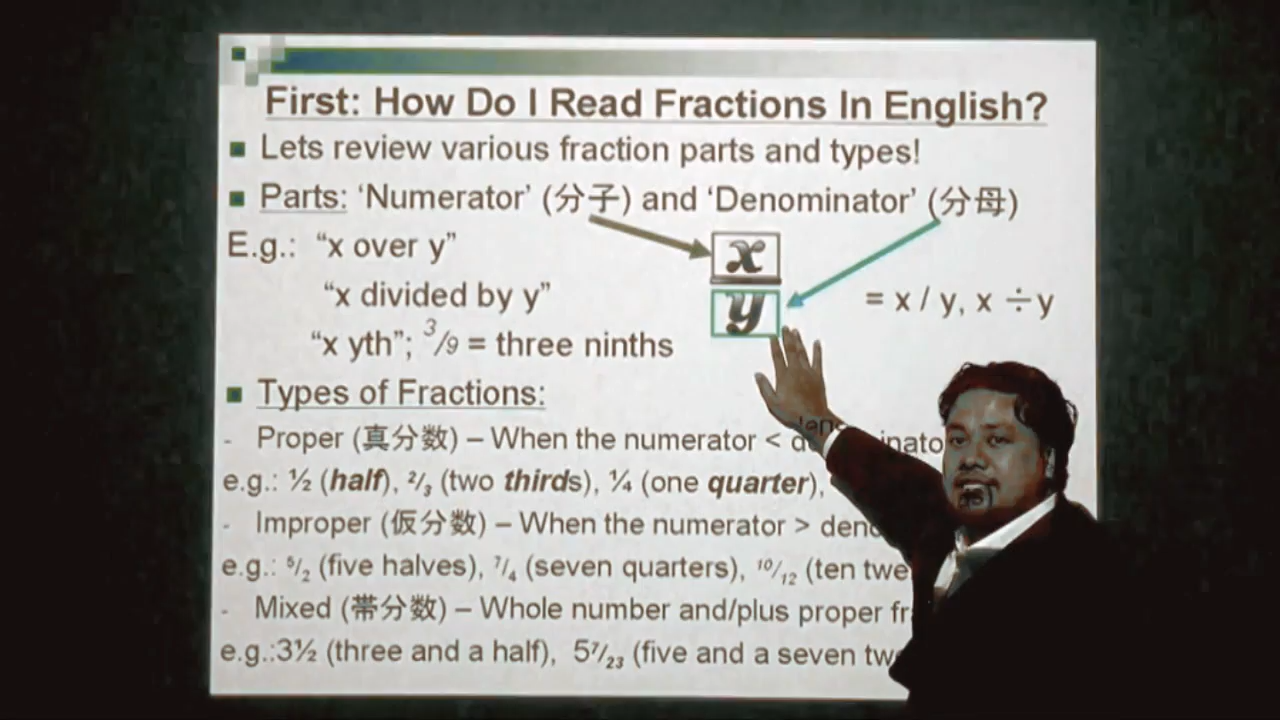 First: How Do I Read Fractions In English?
Lets review various fraction parts and types!
Parts: ‘Numerator’ (分子) and ‘Denominator’ (分母)
E.g.: “x over y”
x
“x divided by y”
y
= x / y, x ÷ y
“x yth”; 3/9 = three ninths
Types of Fractions:
- Proper (真分数) – When the numerator <
e.g.: ½ (half), 2/3 (two thirds), ¼ (one quarter),
- Improper (仮分数) – When the numerator >
e.g.: 5/2 (five halves), 7/4 (seven quarters), 10/12 (ten
- Mixed (帯分数) – Whole number and/plus proper
e.g.:3½ (three and a half), 5 7/23 (five and a seven